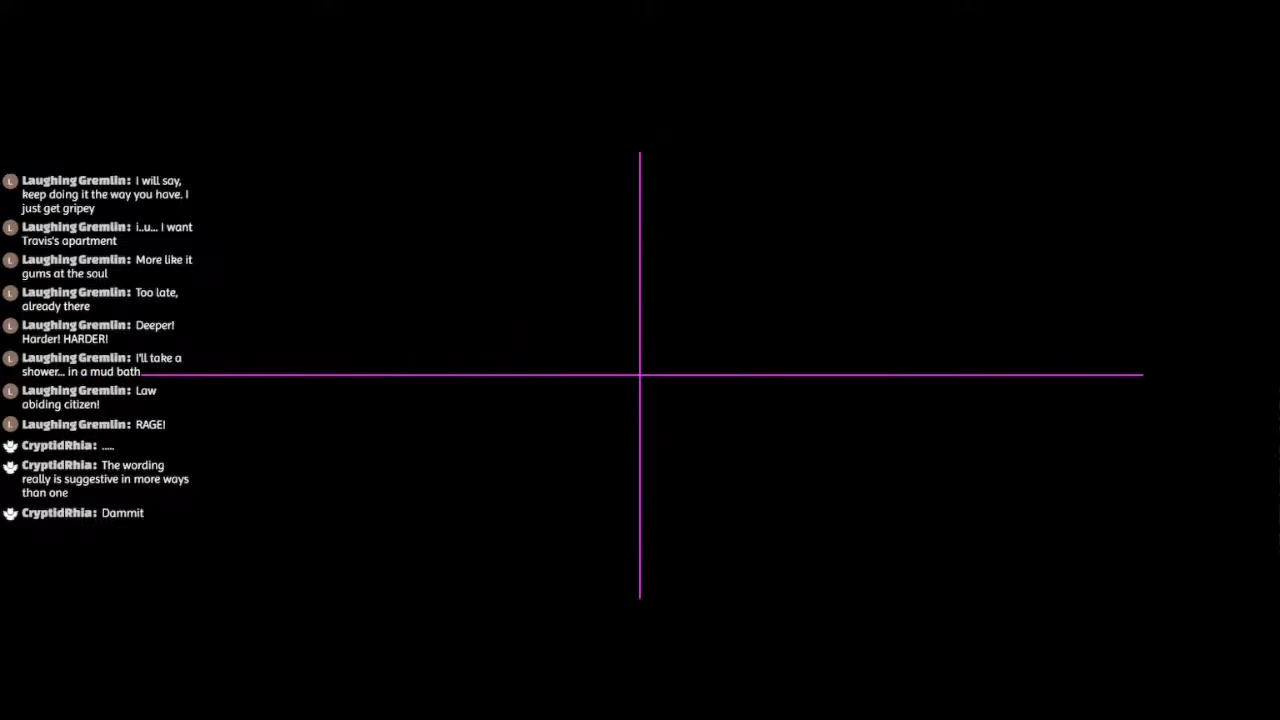 Laughing Gremlin: I will say,
keep doing it the way you have. I
just get gripey
Laughing Gremlin: i..u... I want
Travis's apartment
Laughing Gremlin: More like it
gums at the soul
Laughing Gremlin: Too late,
already there
Laughing Gremlin: Deeper!
Harder! HARDER!
Laughing Gremlin: I'll take a
shower... in a mud bath
Laughing Gremlin: Law
abiding citizen!
Laughing Gremlin: RAGE!
CryptidRhia: .....
CryptidRhia: The wording
really is suggestive in more ways
than one
CryptidRhia: Dammit